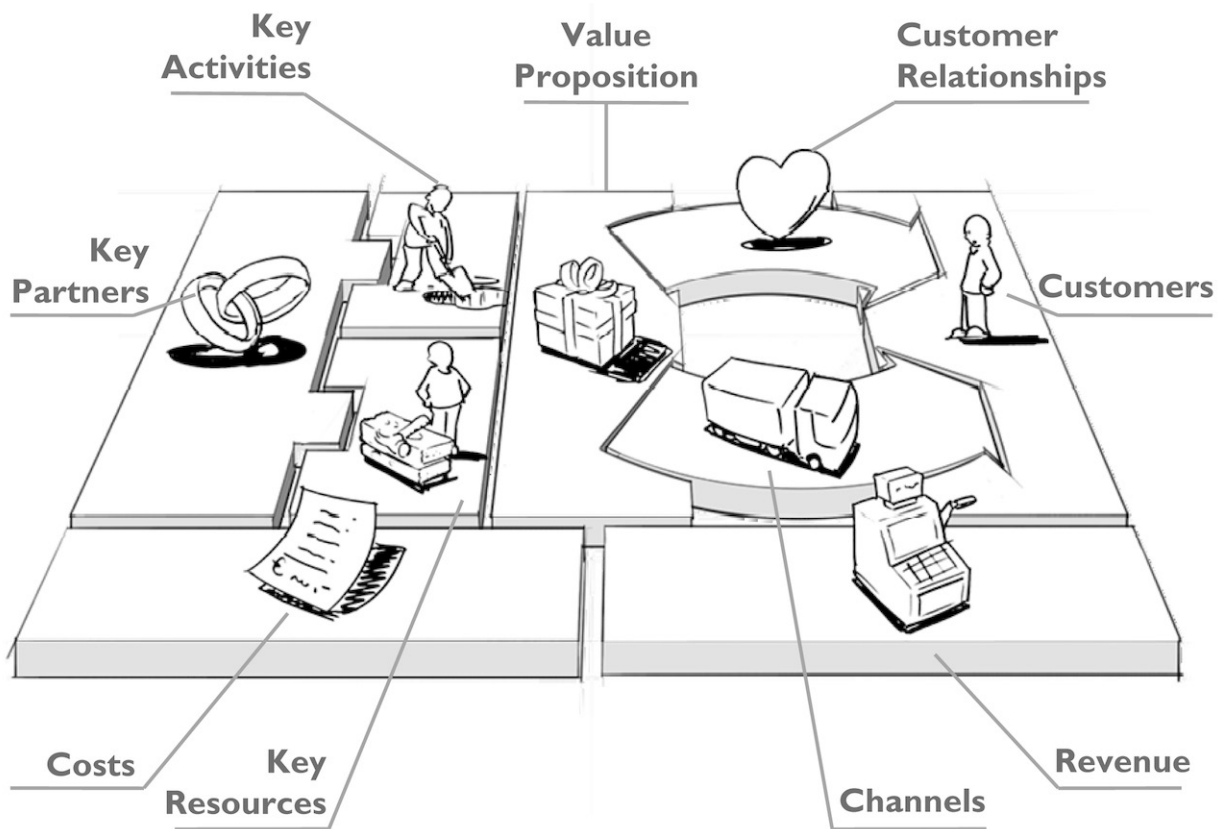 Key
Activities
Value
Proposition
Customer
Relationships
Key
Partners
Customers
€
Costs
Key
Resources
Channels
Revenue